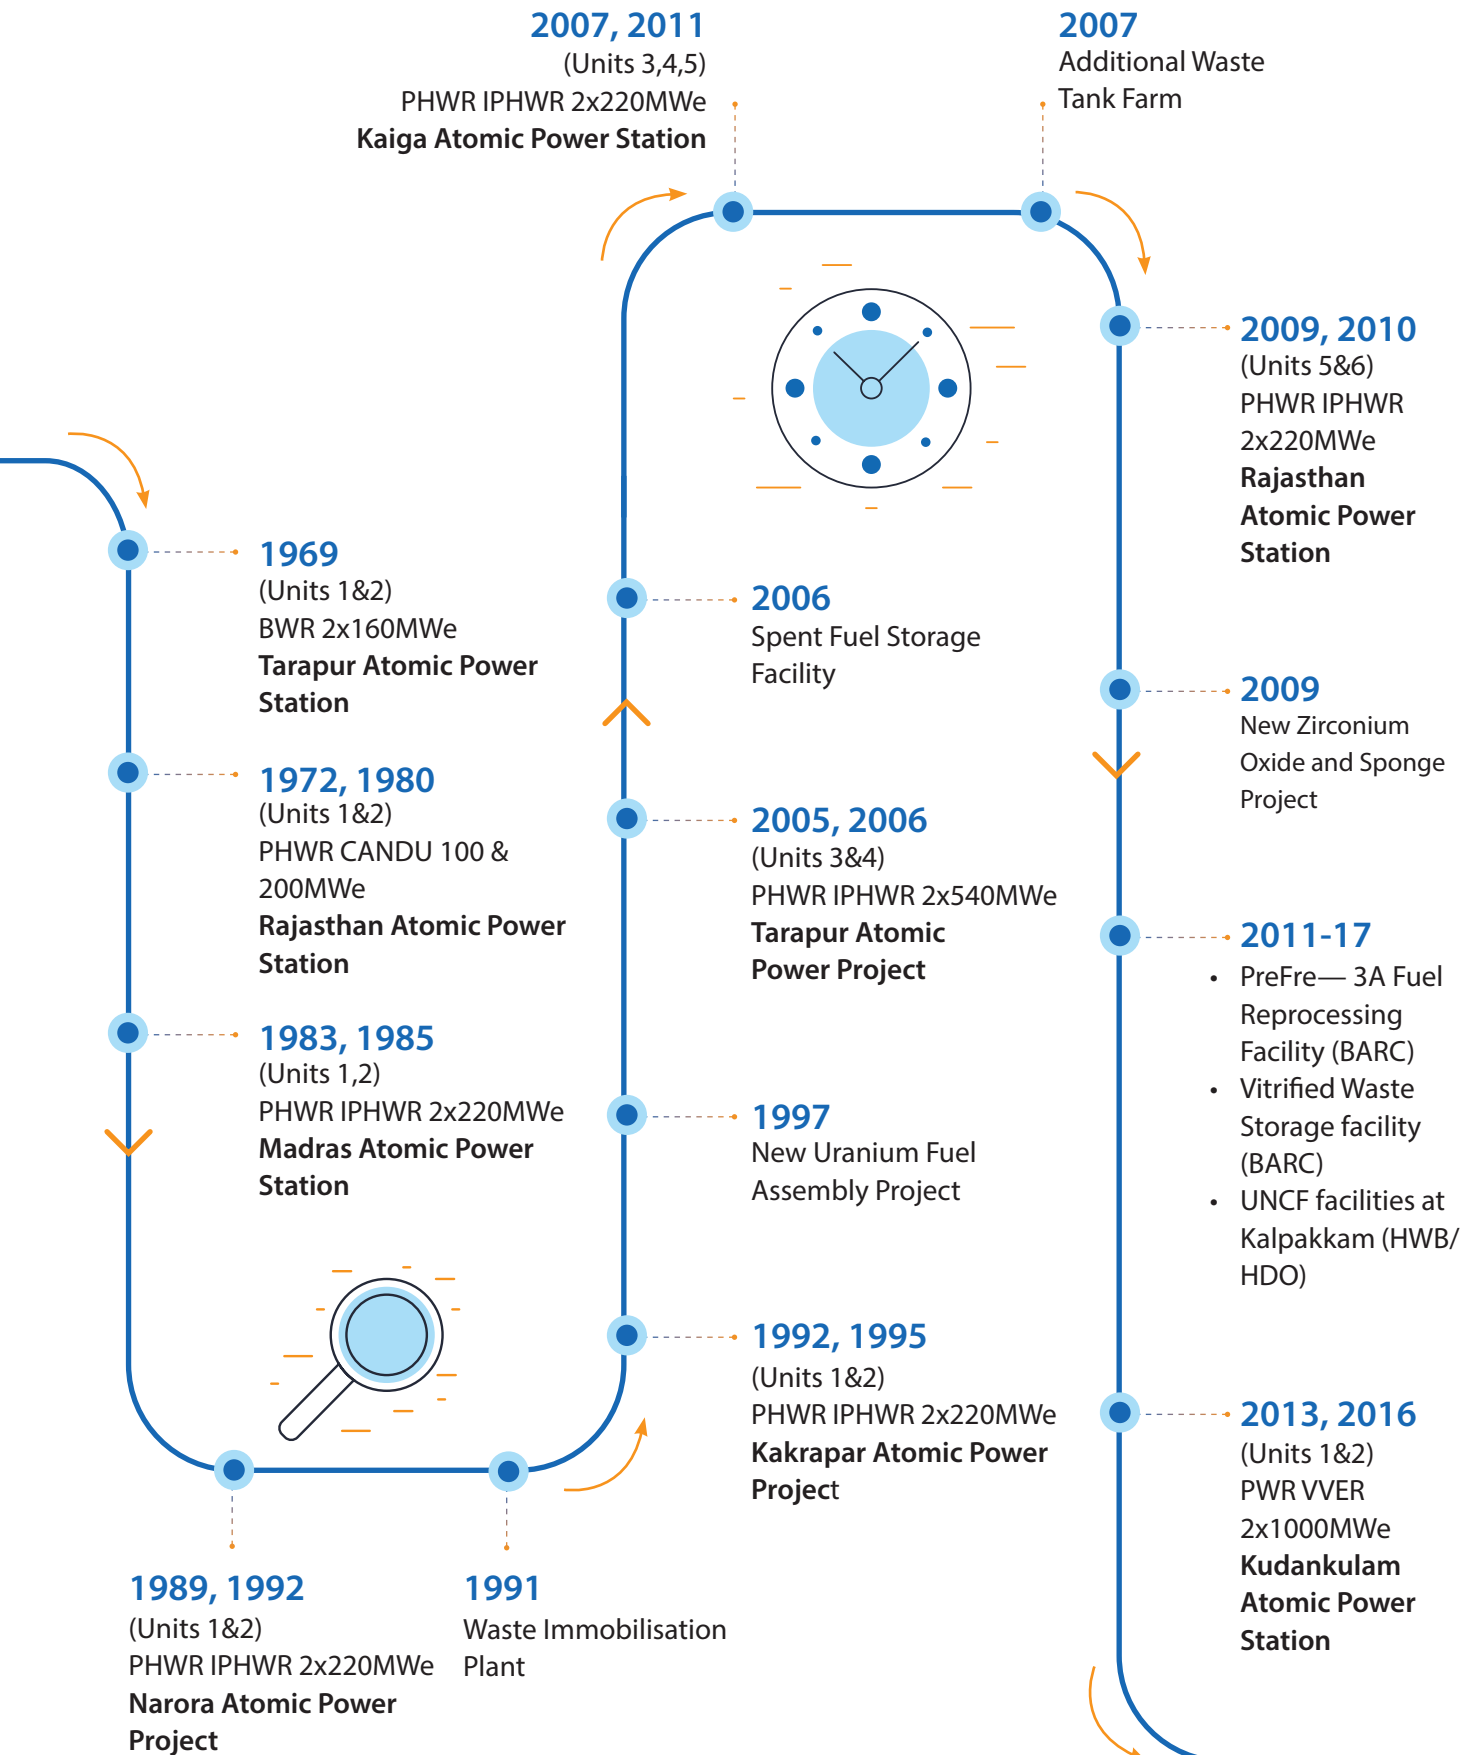 1969
(Units 1&2)
BWR 2x160MWe
Tarapur Atomic Power
Station
1972, 1980
(Units 1&2)
PHWR CANDU 100 &
200MWe
Rajasthan Atomic Power
Station
1983, 1985
(Units 1,2)
PHWR IPHWR 2x220MWe
Madras Atomic Power
Station
1989, 1992
(Units 1&2)
PHWR IPHWR 2x220MWe
Narora Atomic Power
Project
1991
Waste Immobilisation
Plant
1992, 1995
(Units 1&2)
PHWR IPHWR 2x220MWe
Kakrapar Atomic Power
Project
1997
New Uranium Fuel
Assembly Project
2005, 2006
(Units 3&4)
PHWR IPHWR 2x540MWe
Tarapur Atomic
Power Project
2006
Spent Fuel Storage
Facility
2007, 2011
(Units 3,4,5)
PHWR IPHWR 2x220MWe
Kaiga Atomic Power Station
2007
Additional Waste
Tank Farm
2009, 2010
(Units 5&6)
PHWR IPHWR
2x220MWe
Rajasthan
Atomic Power
Station
2009
New Zirconium
Oxide and Sponge
Project
2011-17
• PreFre— 3A Fuel
Reprocessing
Facility (BARC)
• Vitrified Waste
Storage facility
(BARC)
• UNCF facilities at
Kalpakkam (HWB/
HDO)
2013, 2016
(Units 1&2)
PWR VVER
2x1000MWe
Kudankulam
Atomic Power
Station